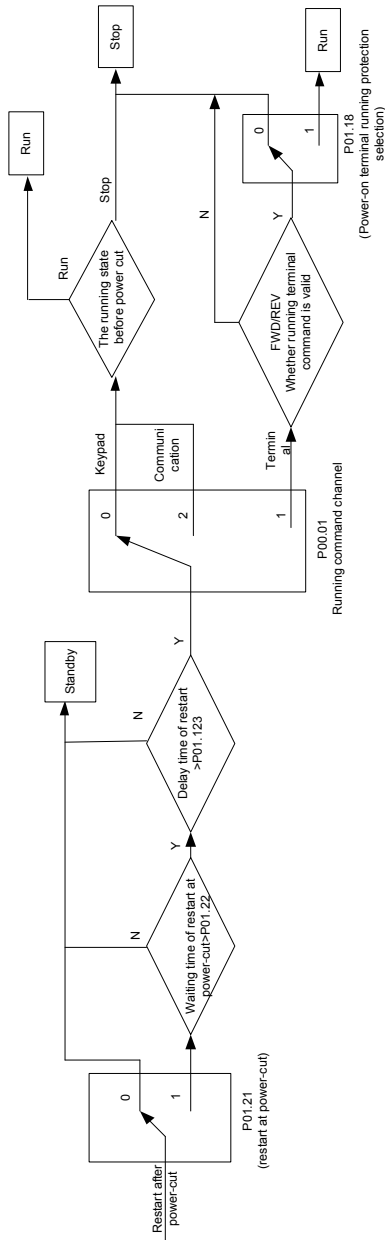 Restart after
power-cut
0
1
P01.21
(restart at power-cut)
Waiting time of restart at
power-cut>P01.22
N
Y
Standby
Delay time of restart
>P01.123
N
Y
0
2
1
P00.01
Running command channel
Keypad
Communi
cation
Termin
al
The running state
before power cut
Run
Run
Stop
Stop
FWD/REV
Whether running terminal
command is valid
N
Y
0
1
P01.18
(Power-on terminal running protection
selection)
Run